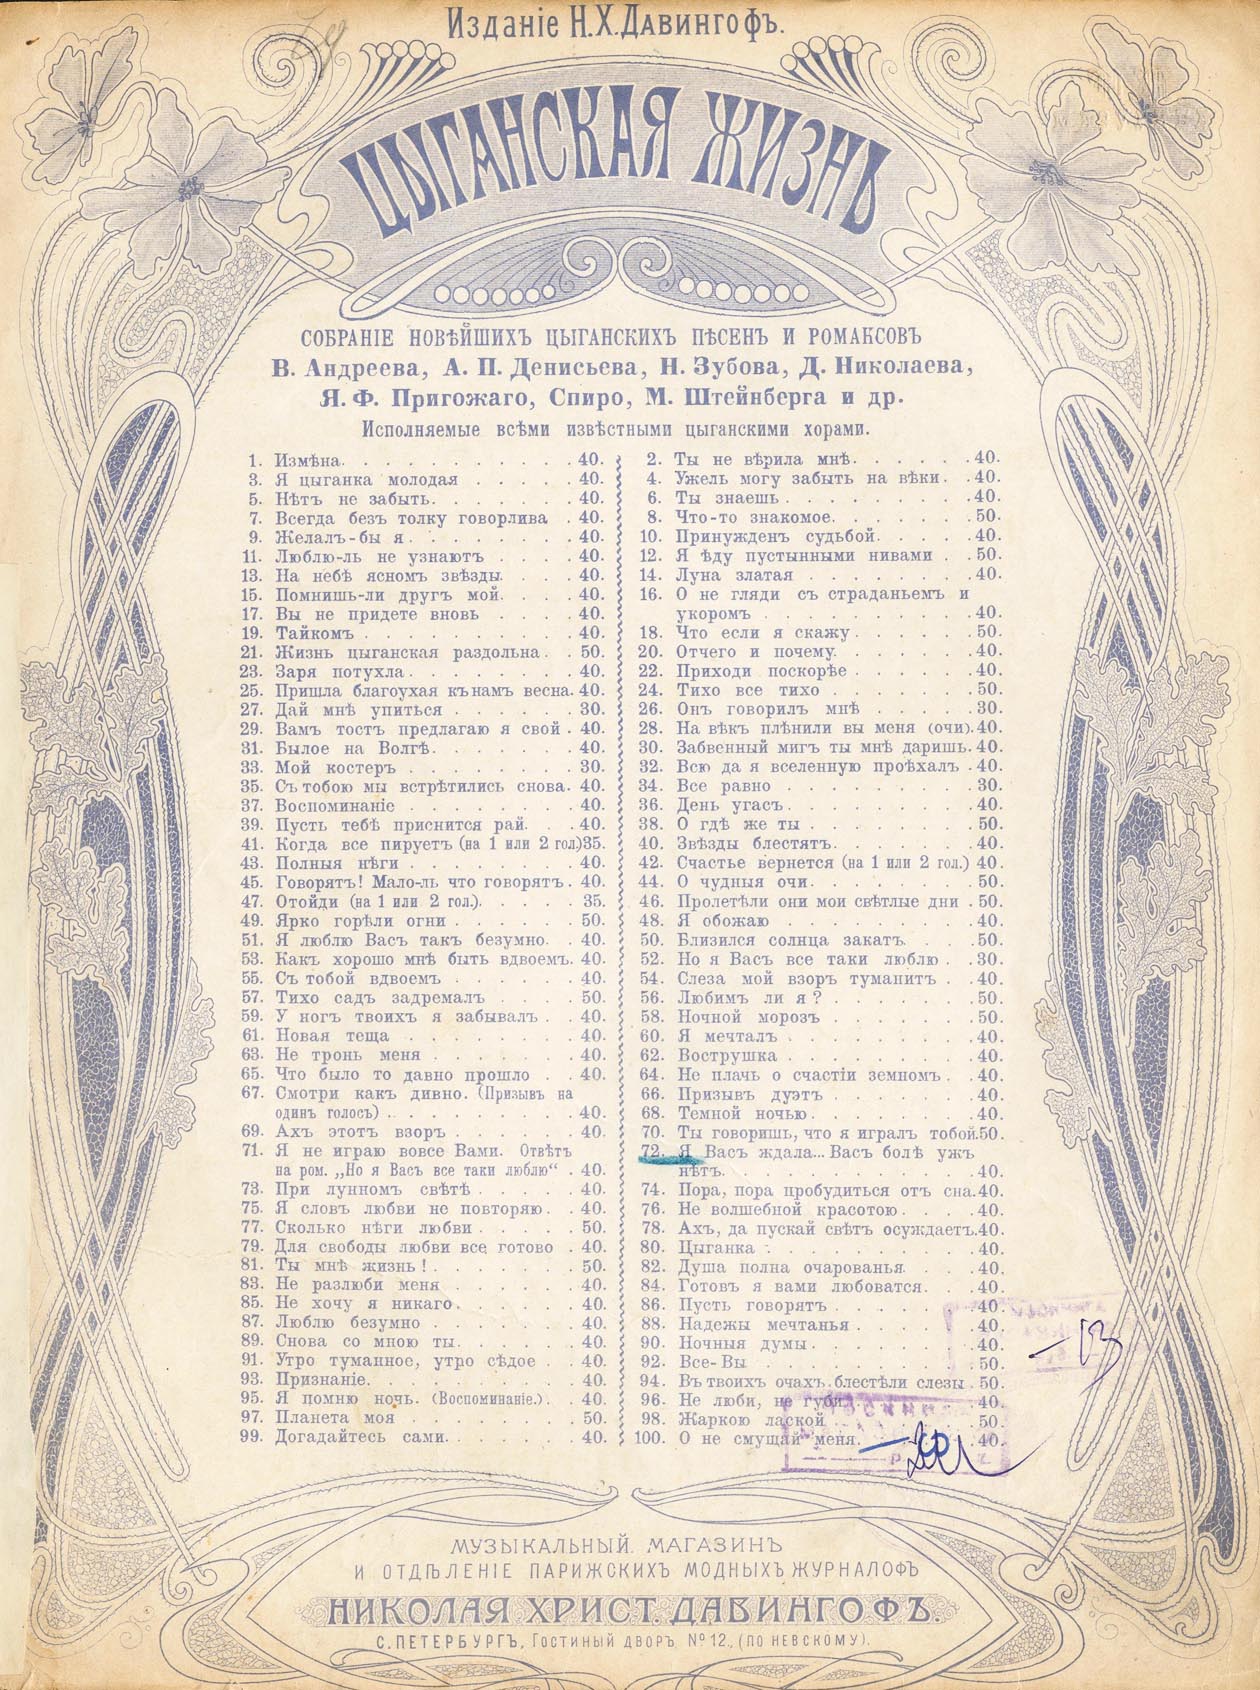 Изданіе Н.Х.Давингофъ.
ЦЫГАНСКАЯ ЖИЗНЬ
СОБРАНІЕ НОВѢЙШИХЪ ЦЫГАНСКИХЪ ПѢСЕНЪ И РОМАКСОВЪ
В. Андреева, А. П. Денисьева, Н. Зубова, Д. Николаева,
Я. Ф. Пригожаго, Спиро, М. Штейнберга и др.
Исполняемые всѣми извѣстными цыганскими хорами.
1. Измѣна. . . . . . . . . . . 40.
3. Я цыганка молодая . . . . . 40.
5. Нѣтъ не забыть. . . . . . . 40.
7. Всегда безъ толку говорлива . 40.
9. Желалъ-бы я . . . . . . . . 40.
11. Люблю-ль не узнаютъ . . . . 40.
13. На небѣ ясномъ звѣзды. . . . 40.
15. Помнишь-ли другъ мой. . . . 40.
17. Вы не придете вновь . . . . 40.
19. Тайкомъ . . . . . . . . . . 40.
21. Жизнь цыганская раздольна. . 50.
23. Заря потухла . . . . . . . . 40.
25. Пришла благоухая къ намъ весна. 40.
27. Дай мнѣ упиться . . . . . . 30.
29. Вамъ тостъ предлагаю я свой . 40.
31. Былое на Волгѣ. . . . . . . 40.
33. Мой костеръ . . . . . . . . 30.
35. Съ тобою мы встрѣтились снова. 40.
37. Воспоминаніе . . . . . . . . 40.
39. Пусть тебѣ приснится рай. . . 40.
41. Когда все пируетъ (на 1 или 2 гол.) 35.
43. Полныя нѣги . . . . . . . . 40.
45. Говорятъ! Мало-ль что говорятъ. 40.
47. Отойди (на 1 или 2 гол.). . . . . 35.
49. Ярко горѣли огни . . . . . . 50.
51. Я люблю Васъ такъ безумно. . 40.
53. Какъ хорошо мнѣ быть вдвоемъ. 40.
55. Съ тобой вдвоемъ . . . . . . 40.
57. Тихо садъ задремалъ . . . . 50.
59. У ногъ твоихъ я забывалъ . . 40.
61. Новая теща . . . . . . . . . 40.
63. Не тронь меня . . . . . . . 40.
65. Что было то давно прошло . . 40.
67. Смотри какъ дивно. (Призывъ на
одинъ голосъ) . . . . . . . . . 40.
69. Ахъ этотъ взоръ . . . . . . 40.
71. Я не играю вовсе Вами. Отвѣтъ
на ром. „Но я Васъ все таки люблю“ . 40.
73. При лунномъ свѣтѣ . . . . . 40.
75. Я словъ любви не повторяю. . 40.
77. Сколько нѣги любви . . . . . 50.
79. Для свободы любви все готово . 40.
81. Ты мнѣ жизнь! . . . . . . . 50.
83. Не разлюби меня . . . . . . 40.
85. Не хочу я никаго. . . . . . 40.
87. Люблю безумно . . . . . . . 40.
89. Снова со мною ты. . . . . . 40.
91. Утро туманное, утро сѣдое . . 40.
93. Признаніе. . . . . . . . . . 40.
95. Я помню ночь. (Воспоминаніе.) . . 40.
97. Планета моя . . . . . . . . 50.
99. Догадайтесь сами. . . . . . 40.
2. Ты не вѣрила мнѣ. . . . . . 40.
4. Ужель могу забыть на вѣки. . 40.
6. Ты знаешь . . . . . . . . . 40.
8. Что-то знакомое. . . . . . . 50.
10. Принужденъ судьбой. . . . . 40.
12. Я ѣду пустынными нивами . . 50.
14. Луна златая . . . . . . . . 40.
16. О не гляди съ страданьемъ и
укоромъ . . . . . . . . . . . . 40.
18. Что если я скажу . . . . . . 50.
20. Отчего и почему. . . . . . . 40.
22. Приходи поскорѣе . . . . . . 40.
24. Тихо все тихо . . . . . . . 50.
26. Онъ говорилъ мнѣ . . . . . . 30.
28. На вѣкъ плѣнили вы меня (очи). 40.
30. Забвенный мигъ ты мнѣ даришь. 40.
32. Всю да я вселенную проѣхалъ . 40.
34. Все равно . . . . . . . . . 30.
36. День угасъ . . . . . . . . . 40.
38. О гдѣ же ты . . . . . . . . 50.
40. Звѣзды блестятъ. . . . . . . 40.
42. Счастье вернется (на 1 или 2 гол.) 40.
44. О чудныя очи. . . . . . . . 50.
46. Пролетѣли они мои свѣтлые дни . 50.
48. Я обожаю . . . . . . . . . . 40.
50. Близился солнца закатъ. . . . 50.
52. Но я Васъ все таки люблю . . 30.
54. Слеза мой взоръ туманитъ . . 40.
56. Любимъ ли я? . . . . . . . . 50.
58. Ночной морозъ . . . . . . . 50.
60. Я мечталъ . . . . . . . . . 40.
62. Вострушка . . . . . . . . . 40.
64. Не плачь о счастіи земномъ. . 40.
66. Призывъ дуэтъ . . . . . . . 40.
68. Темной ночью. . . . . . . . 40.
70. Ты говоришь, что я игралъ тобой. 50.
72. Я Васъ ждала... Васъ болѣ ужъ
нѣтъ. . . . . . . . . . . . . . 40.
74. Пора, пора пробудиться отъ сна. 40.
76. Не волшебной красотою . . . . 40.
78. Ахъ, да пускай свѣтъ осуждаетъ. 40.
80. Цыганка . . . . . . . . . . 40.
82. Душа полна очарованья. . . . 40.
84. Готовъ я вами любоватся. . . 40.
86. Пусть говорятъ . . . . . . . 40.
88. Надежы мечтанья . . . . . . 40.
90. Ночныя думы . . . . . . . . 40.
92. Все-Вы . . . . . . . . . . . 50.
94. Въ твоихъ очахъ блестѣли слезы . 50.
96. Не люби, не губи. . . . . . 40.
98. Жаркою лаской . . . . . . . 50.
100. О не смущай меня. . . . . . 40.
МУЗЫКАЛЬНЫЙ МАГАЗИНЪ
И ОТДѢЛЕНІЕ ПАРИЖСКИХЪ МОДНЫХЪ ЖУРНАЛОФЪ
НИКОЛАЯ ХРИСТ. ДАВИНГОФЪ.
С.ПЕТЕРБУРГЪ, ГОСТИНЫЙ ДВОРЪ, № 12., (ПО НЕВСКОМУ).